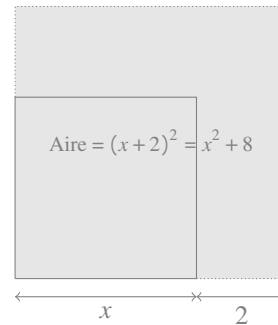 Aire = (x+2)² = x² + 8
x
2